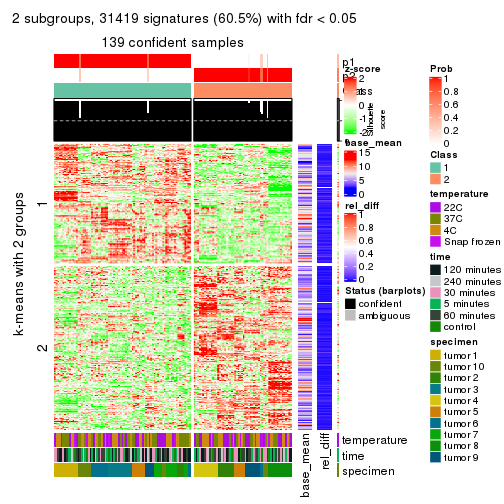 2 subgroups, 31419 signatures (60.5%) with fdr < 0.05
139 confident samples
k-means with 2 groups
1
2
p1
z-score
2
1
-2
Silhouette
score
base_mean
15
10
5
0
rel_diff
1
0.8
0.6
0.4
0.2
0
Status (barplots)
confident
ambiguous
Prob
1
0.8
0.6
0.4
0.2
0
Class
1
2
temperature
22C
37C
4C
Snap frozen
time
120 minutes
240 minutes
30 minutes
5 minutes
60 minutes
control
specimen
tumor 1
tumor 10
tumor 2
tumor 3
tumor 4
tumor 5
tumor 6
tumor 7
tumor 8
tumor 9
temperature
time
specimen
base_mean
rel_diff